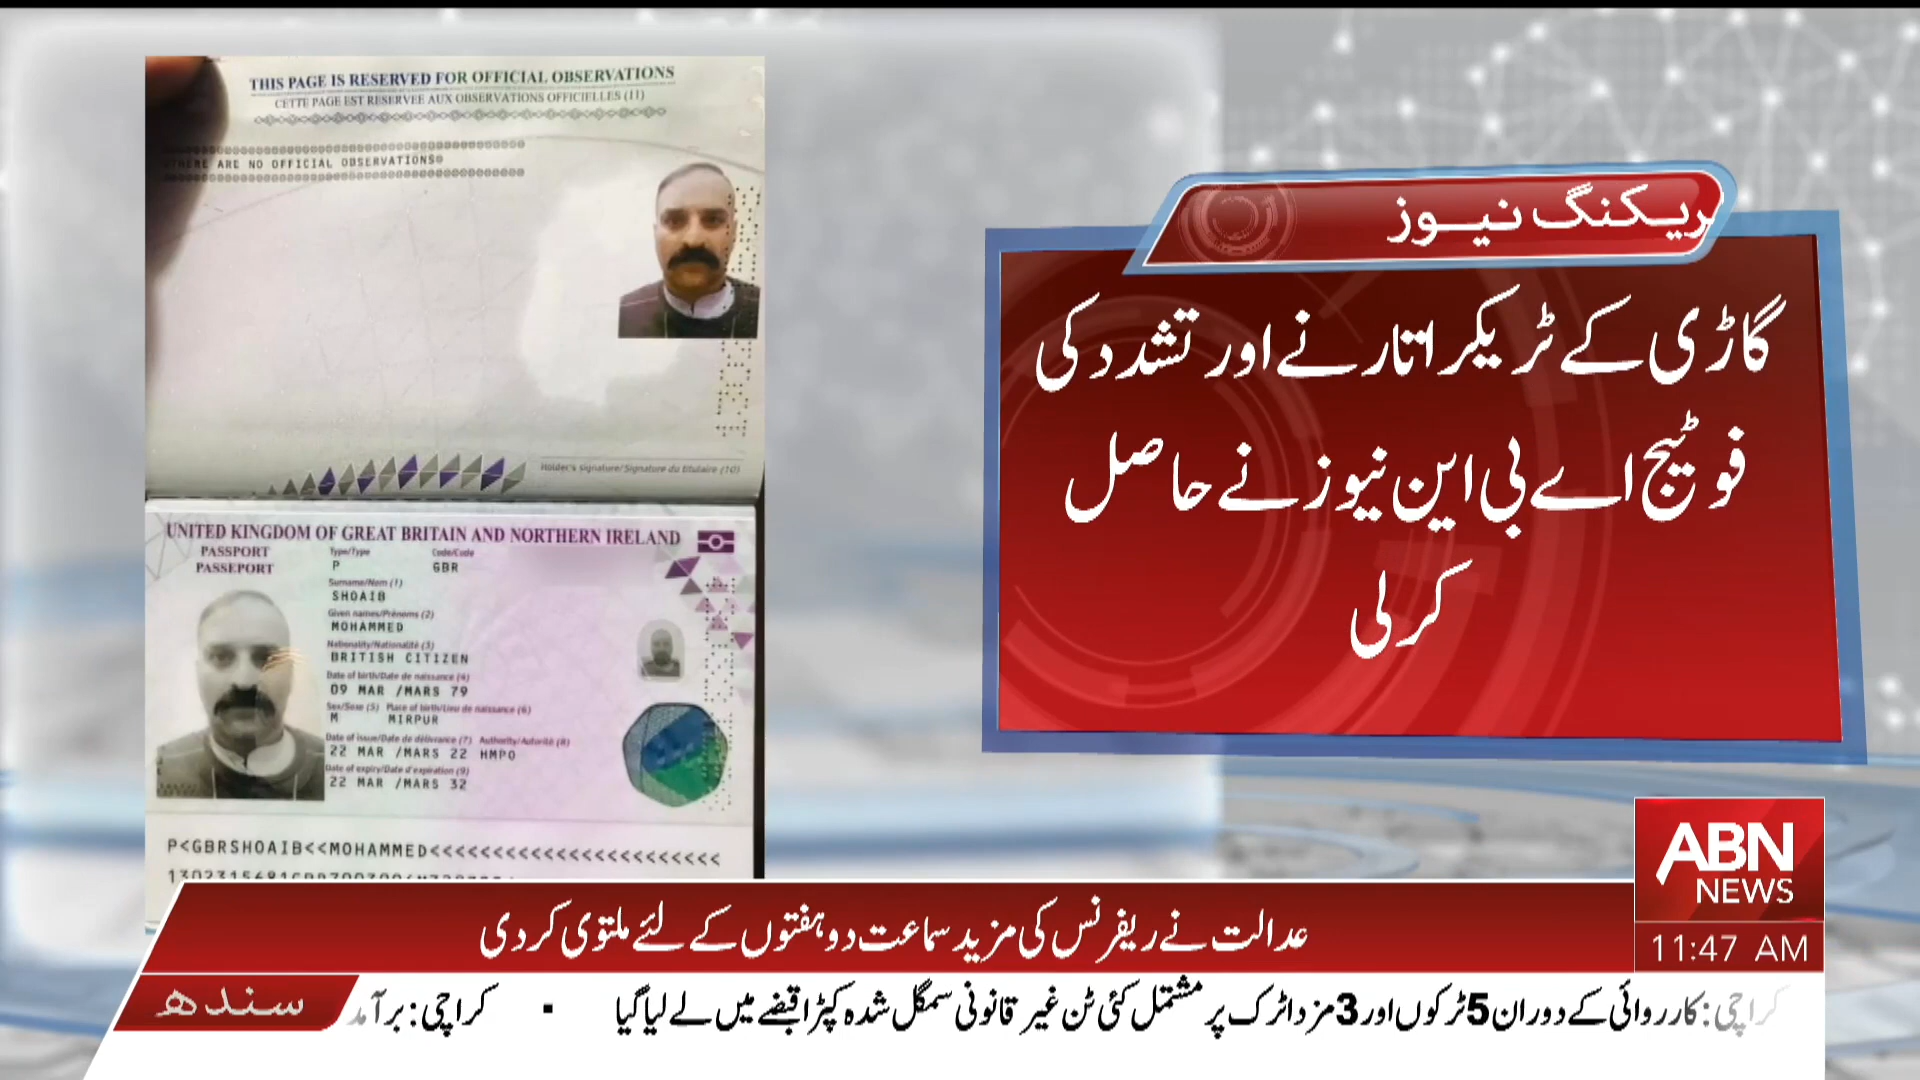 THIS PAGE IS RESERVED FOR OFFICIAL OBSERVATIONS
CETTE PAGE EST RESERVEE AUX OBSERVATIONS OFFICIELLES (11)
THERE ARE NO OFFICIAL OBSERVATIONS
Holder's signature/Signature du titulaire (10)
UNITED KINGDOM OF GREAT BRITAIN AND NORTHERN IRELAND
PASSPORT
PASSEPORT
Type/Type Code/Code
P GBR
Surname/Nom (1)
SHOAIB
Given names/Prénoms (2)
MOHAMMED
Nationality/Nationalité (3)
BRITISH CITIZEN
Date of birth/Date de naissance (4)
09 MAR /MARS 79
Sex/Sexe (5) Place of birth/Lieu de naissance (6)
M MIRPUR
Date of issue/Date de délivrance (7) Authority/Autorité (8)
22 MAR /MARS 22 HMPO
Date of expiry/Date d'expiration (9)
22 MAR /MARS 32
P<GBRSHOAIB<<MOHAMMED<<<<<<<<<<<<<<<<<<<<<<<
بریکنگ نیوز
گاڑی کے ٹریکر اتارنے اور تشدد کی
فوٹیج اے بی این نیوز نے حاصل
کرلی
ABN
NEWS
11:47 AM
عدالت نے ریفرنس کی مزید سماعت دو ہفتوں کے لئے ملتوی کردی
سندھ
کراچی: کارروائی کے دوران 5 ٹرکوں اور 3 مزدا ٹرک پر مشتمل کئی ٹن غیر قانونی سمگل شدہ کپڑا قبضے میں لے لیا گیا ▪ کراچی: برآمد